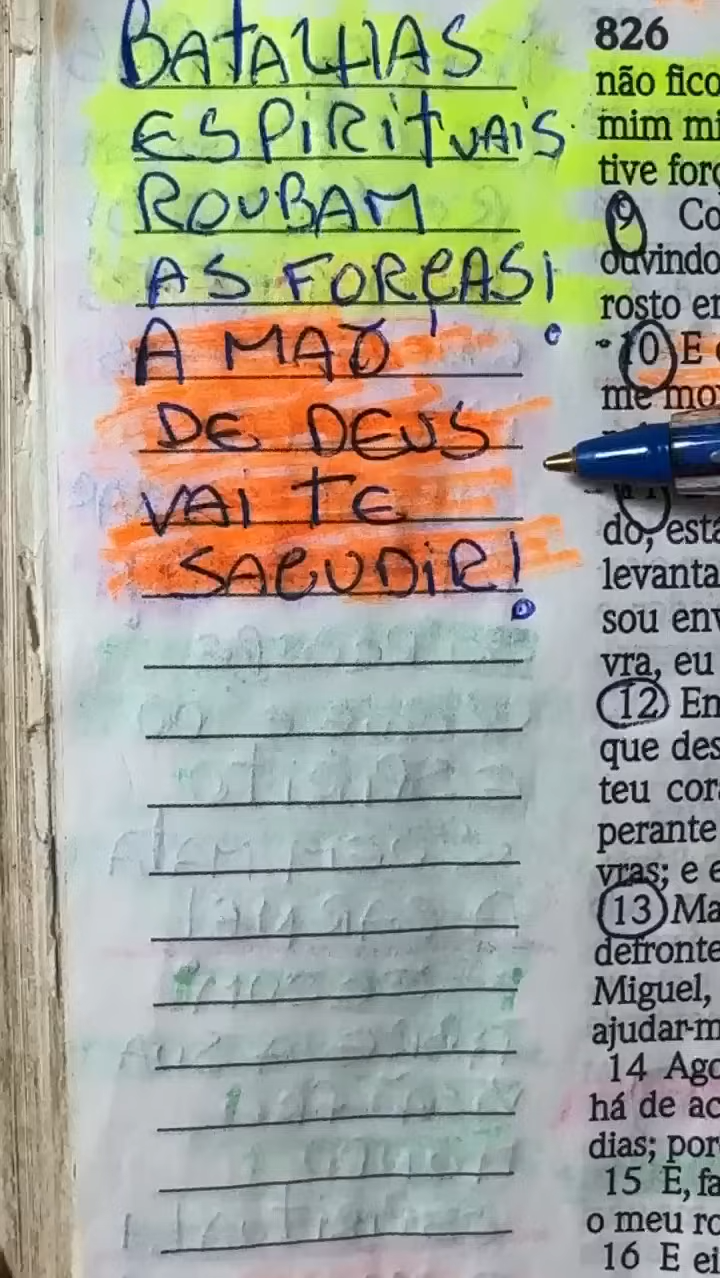 BATALHAS
ESPIRITUAIS
ROUBAM
AS FORÇAS!
A MAO
DE DEUS
VAI TE
SACUDIR!
826
não fico
mim mi
tive forç
9 Co
ouvindo
rosto en
10 E
me mo
do, esta
levanta
sou env
vra, eu
12 En
que des
teu cora
perante
vras; e e
13 Ma
defronte
Miguel,
ajudar-m
14 Ago
há de ac
dias; por
15 E, fa
o meu ro
16 E ei